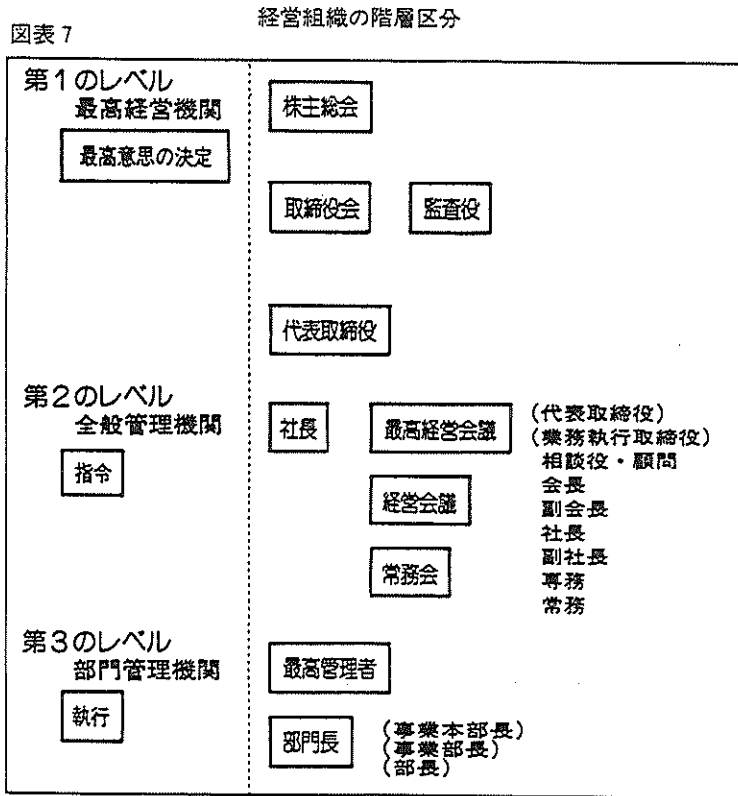 経営組織の階層区分
図表7
第1のレベル
最高経営機関
最高意思の決定
株主総会
取締役会
監査役
代表取締役
第2のレベル
全般管理機関
指令
社長
最高経営会議
経営会議
常務会
(代表取締役)
(業務執行取締役)
相談役・顧問
会長
副会長
社長
副社長
専務
常務
第3のレベル
部門管理機関
執行
最高管理者
部門長
(事業本部長)
(事業部長)
(部長)